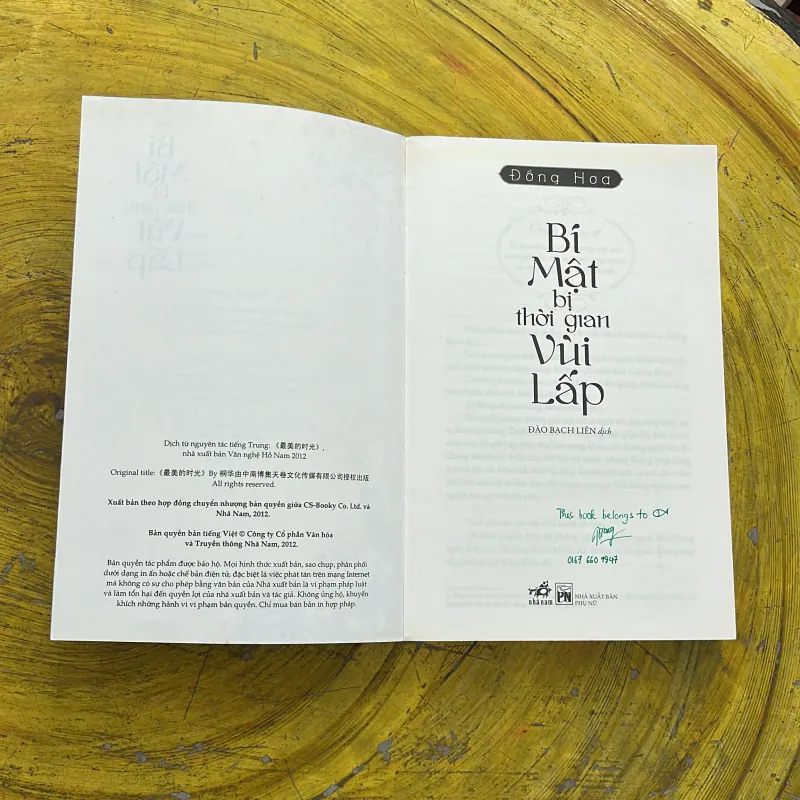 Dịch từ nguyên tác tiếng Trung: 《最美的时光》,
nhà xuất bản Văn nghệ Hồ Nam 2012
Original title: 《最美的时光》 By 桐华由中南博集天卷文化传媒有限公司授权出版
All rights reserved.
Xuất bản theo hợp đồng chuyển nhượng bản quyền giữa CS-Booky Co. Ltd. và
Nhã Nam, 2012.
Bản quyền bản tiếng Việt © Công ty Cổ phần Văn hóa
và Truyền thông Nhã Nam, 2012.
Bản quyền tác phẩm được bảo hộ. Mọi hình thức xuất bản, sao chụp, phân phối
dưới dạng in ấn hoặc chế bản điện tử, đặc biệt là việc phát tán trên mạng Internet
mà không có sự cho phép bằng văn bản của Nhà xuất bản là vi phạm pháp luật
và làm tổn hại đến quyền lợi của nhà xuất bản và tác giả. Không ủng hộ, khuyến
khích những hành vi vi phạm bản quyền. Chỉ mua bán bản in hợp pháp.
Đồng Hoa
Bí
Mật
bị
thời gian
Vùi
Lấp
ĐÀO BẠCH LIÊN dịch
This book belongs to
0167 660 9947
nhã nam
PN
NHÀ XUẤT BẢN
PHỤ NỮ